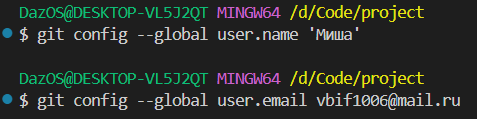 DazOS@DESKTOP-VL5J2QT MINGW64 /d/Code/project
$ git config --global user.name 'Миша'
DazOS@DESKTOP-VL5J2QT MINGW64 /d/Code/project
$ git config --global user.email vbif1006@mail.ru